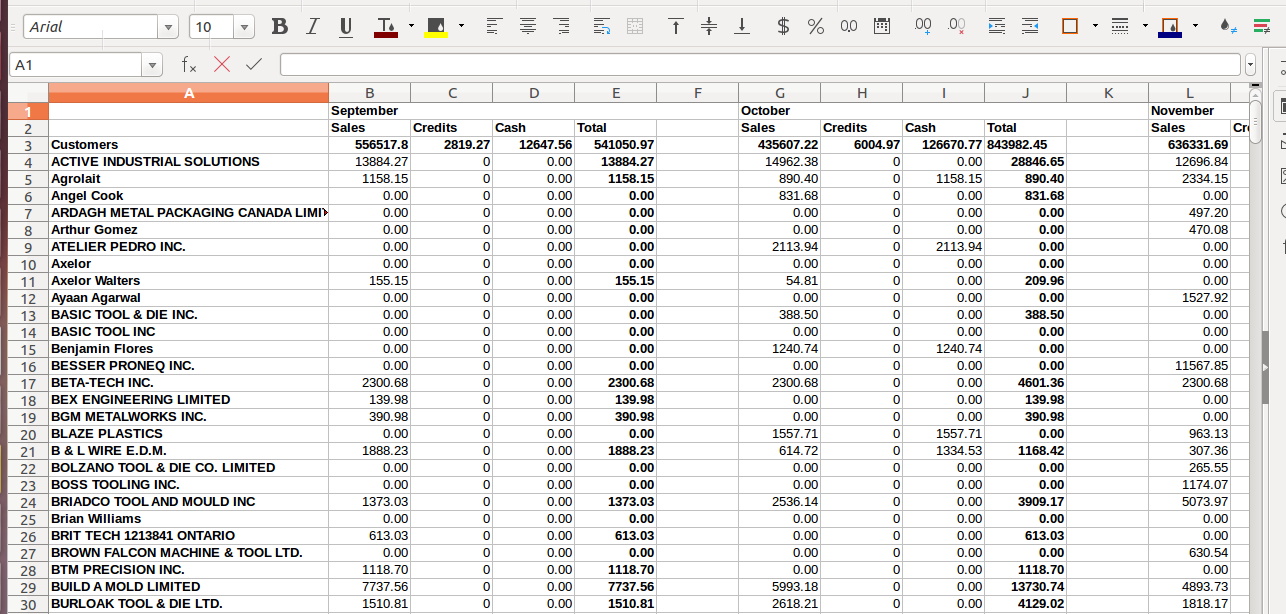 Arial 10 B I U $ % 0.0 .00 .00
A1 fx
A B C D E F G H I J K L
1 September October November
2 Sales Credits Cash Total Sales Credits Cash Total Sales
3 Customers 556517.8 2819.27 12647.56 541050.97 435607.22 6004.97 126670.77 843982.45 636331.69
4 ACTIVE INDUSTRIAL SOLUTIONS 13884.27 0 0.00 13884.27 14962.38 0 0.00 28846.65 12696.84
5 Agrolait 1158.15 0 0.00 1158.15 890.40 0 1158.15 890.40 2334.15
6 Angel Cook 0.00 0 0.00 0.00 831.68 0 0.00 831.68 0.00
7 ARDAGH METAL PACKAGING CANADA LIMI 0.00 0 0.00 0.00 0.00 0 0.00 0.00 497.20
8 Arthur Gomez 0.00 0 0.00 0.00 0.00 0 0.00 0.00 470.08
9 ATELIER PEDRO INC. 0.00 0 0.00 0.00 2113.94 0 2113.94 0.00 0.00
10 Axelor 0.00 0 0.00 0.00 0.00 0 0.00 0.00 0.00
11 Axelor Walters 155.15 0 0.00 155.15 54.81 0 0.00 209.96 0.00
12 Ayaan Agarwal 0.00 0 0.00 0.00 0.00 0 0.00 0.00 1527.92
13 BASIC TOOL & DIE INC. 0.00 0 0.00 0.00 388.50 0 0.00 388.50 0.00
14 BASIC TOOL INC 0.00 0 0.00 0.00 0.00 0 0.00 0.00 0.00
15 Benjamin Flores 0.00 0 0.00 0.00 1240.74 0 1240.74 0.00 0.00
16 BESSER PRONEQ INC. 0.00 0 0.00 0.00 0.00 0 0.00 0.00 11567.85
17 BETA-TECH INC. 2300.68 0 0.00 2300.68 2300.68 0 0.00 4601.36 2300.68
18 BEX ENGINEERING LIMITED 139.98 0 0.00 139.98 0.00 0 0.00 139.98 0.00
19 BGM METALWORKS INC. 390.98 0 0.00 390.98 0.00 0 0.00 390.98 0.00
20 BLAZE PLASTICS 0.00 0 0.00 0.00 1557.71 0 1557.71 0.00 963.13
21 B & L WIRE E.D.M. 1888.23 0 0.00 1888.23 614.72 0 1334.53 1168.42 307.36
22 BOLZANO TOOL & DIE CO. LIMITED 0.00 0 0.00 0.00 0.00 0 0.00 0.00 265.55
23 BOSS TOOLING INC. 0.00 0 0.00 0.00 0.00 0 0.00 0.00 1174.07
24 BRIADCO TOOL AND MOULD INC 1373.03 0 0.00 1373.03 2536.14 0 0.00 3909.17 5073.97
25 Brian Williams 0.00 0 0.00 0.00 0.00 0 0.00 0.00 0.00
26 BRIT TECH 1213841 ONTARIO 613.03 0 0.00 613.03 0.00 0 0.00 613.03 0.00
27 BROWN FALCON MACHINE & TOOL LTD. 0.00 0 0.00 0.00 0.00 0 0.00 0.00 630.54
28 BTM PRECISION INC. 1118.70 0 0.00 1118.70 0.00 0 0.00 1118.70 0.00
29 BUILD A MOLD LIMITED 7737.56 0 0.00 7737.56 5993.18 0 0.00 13730.74 4893.73
30 BURLOAK TOOL & DIE LTD. 1510.81 0 0.00 1510.81 2618.21 0 0.00 4129.02 1818.17